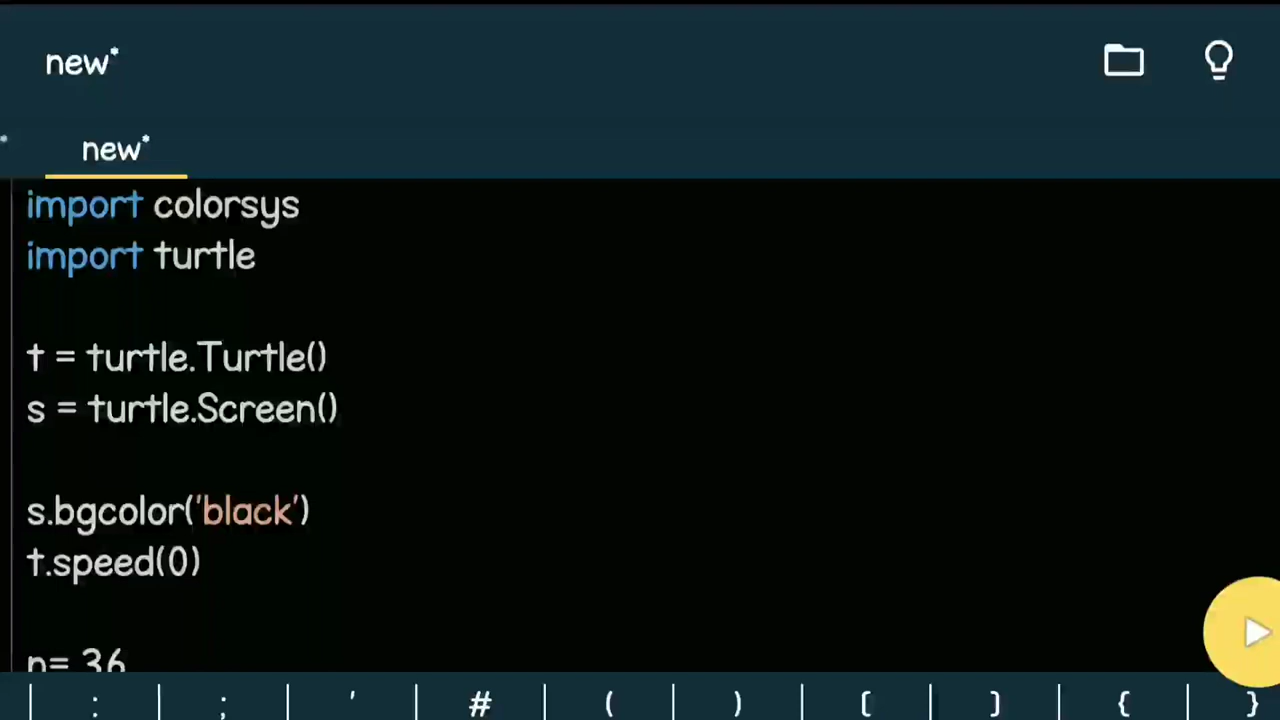 new*
new*
import colorsys
import turtle
t = turtle.Turtle()
s = turtle.Screen()
s.bgcolor('black')
t.speed(0)
n= 36
: ; ' # ( ) [ ] { }